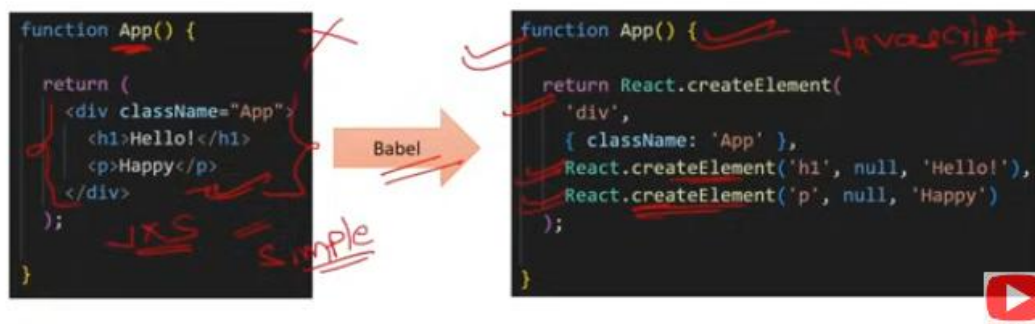 function App() {
return (
<div className="App">
<h1>Hello!</h1>
<p>Happy</p>
</div>
);
JXS
simple
}
Babel
function App() {
Javascript
return React.createElement(
'div',
{ className: 'App' },
React.createElement('h1', null, 'Hello!'),
React.createElement('p', null, 'Happy')
);
}